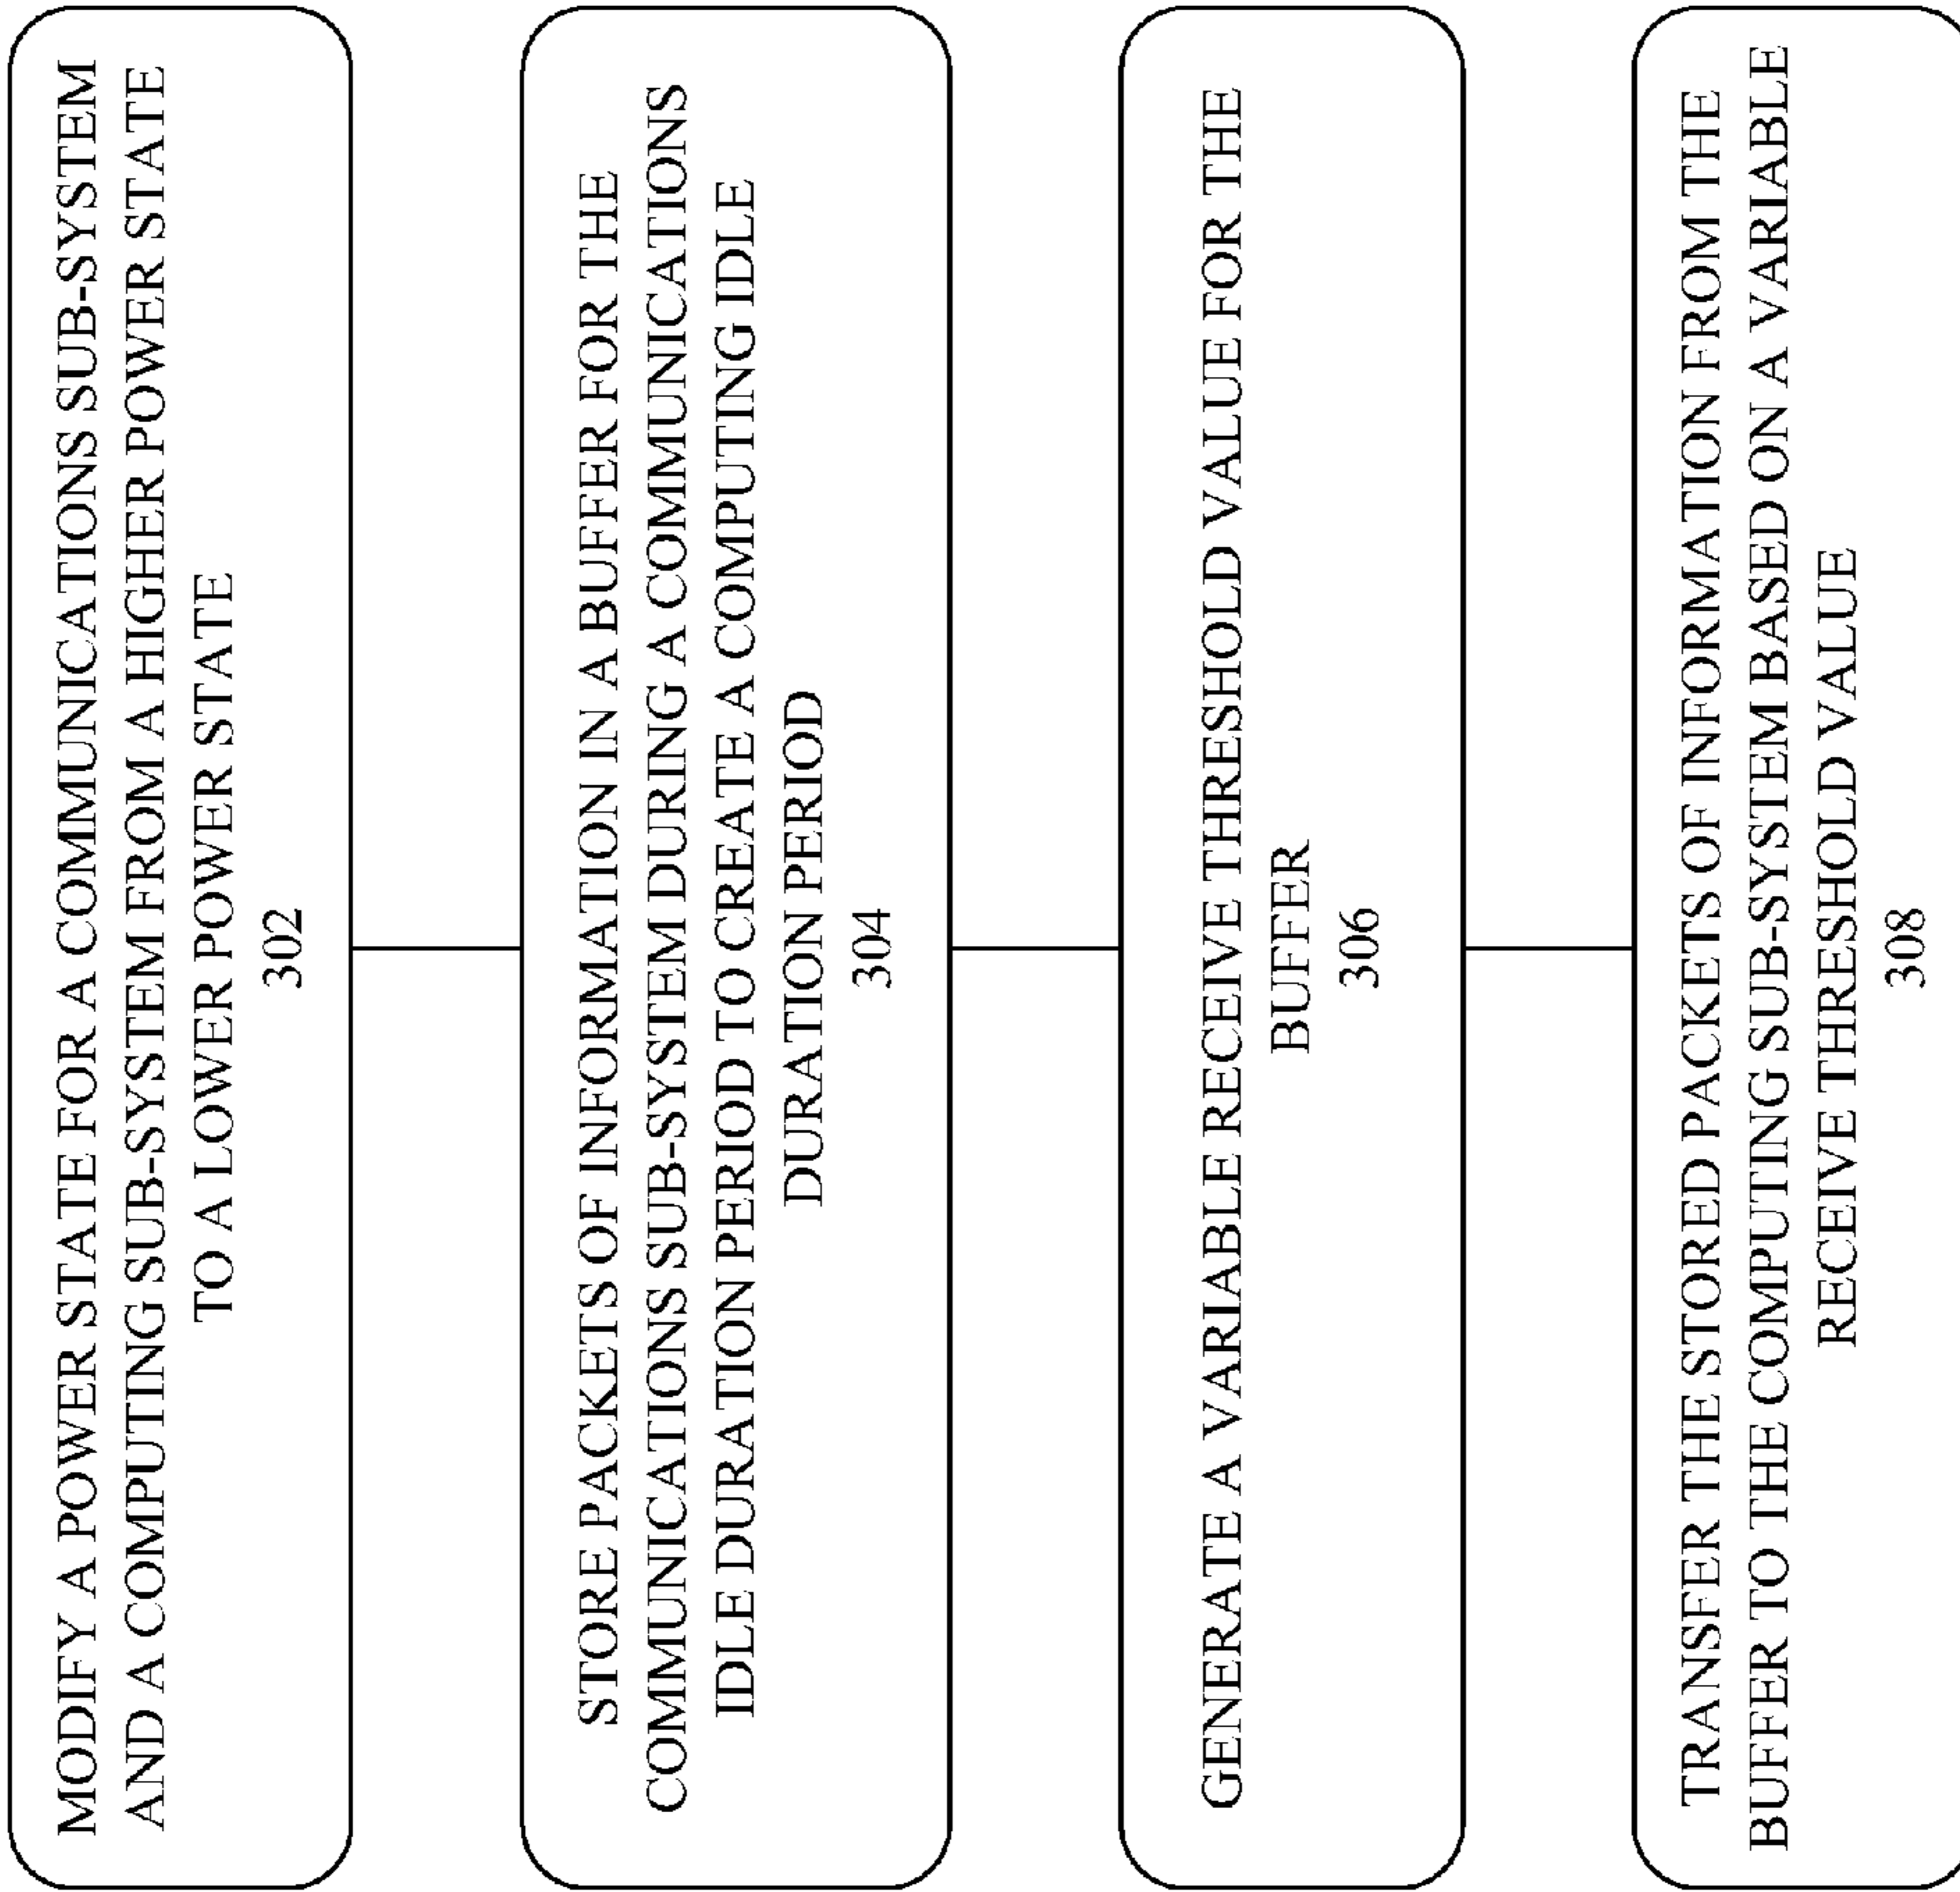 MODIFY A POWER STATE FOR A COMMUNICATIONS SUB-SYSTEM
AND A COMPUTING SUB-SYSTEM FROM A HIGHER POWER STATE
TO A LOWER POWER STATE
302
STORE PACKETS OF INFORMATION IN A BUFFER FOR THE
COMMUNICATIONS SUB-SYSTEM DURING A COMMUNICATIONS
IDLE DURATION PERIOD TO CREATE A COMPUTING IDLE
DURATION PERIOD
304
GENERATE A VARIABLE RECEIVE THRESHOLD VALUE FOR THE
BUFFER
306
TRANSFER THE STORED PACKETS OF INFORMATION FROM THE
BUFFER TO THE COMPUTING SUB-SYSTEM BASED ON A VARIABLE
RECEIVE THRESHOLD VALUE
308